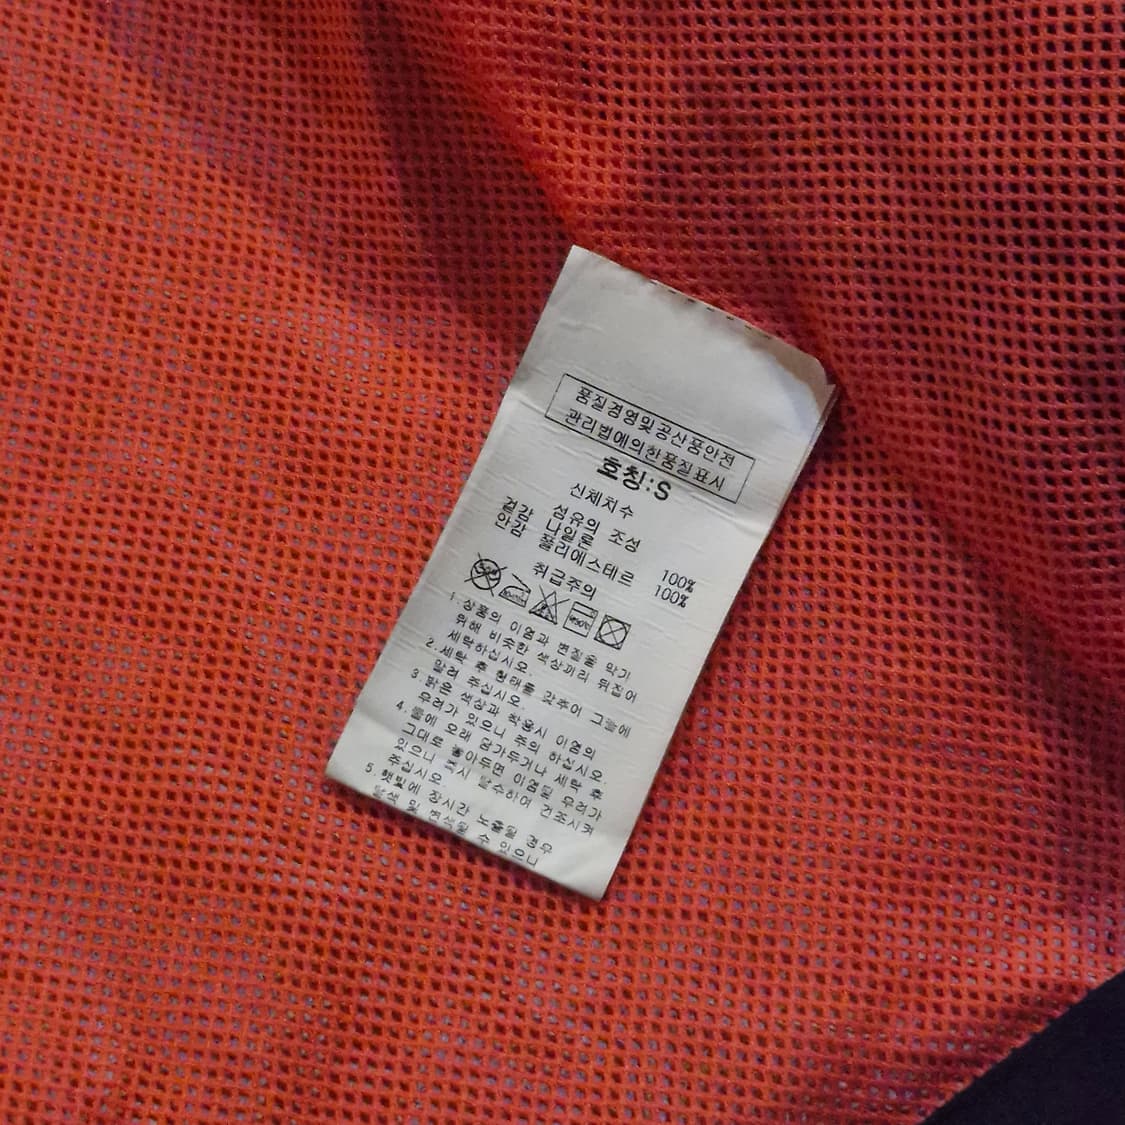 품질경영및공산품안전
관리법에의한품질표시
호칭:S
신체치수
섬유의 조성
겉감 나일론 100%
안감 폴리에스테르 100%
취급주의
1.상품의 이염과 변질을 막기
위해 비슷한 색상끼리 뒤집어
세탁하십시오.
2.세탁 후 형태를 갖추어 그늘에
말려 주십시오.
3.밝은 색상과 착용시 이염의
우려가 있으니 주의 하십시오.
4.물에 오래 담가두거나 세탁 후
그대로 놓아두면 이염될 우려가
있으니 즉시 탈수하여 건조시켜
주십시오.
5.햇빛에 장시간 노출될 경우
탈색 및 변색될 수 있으니